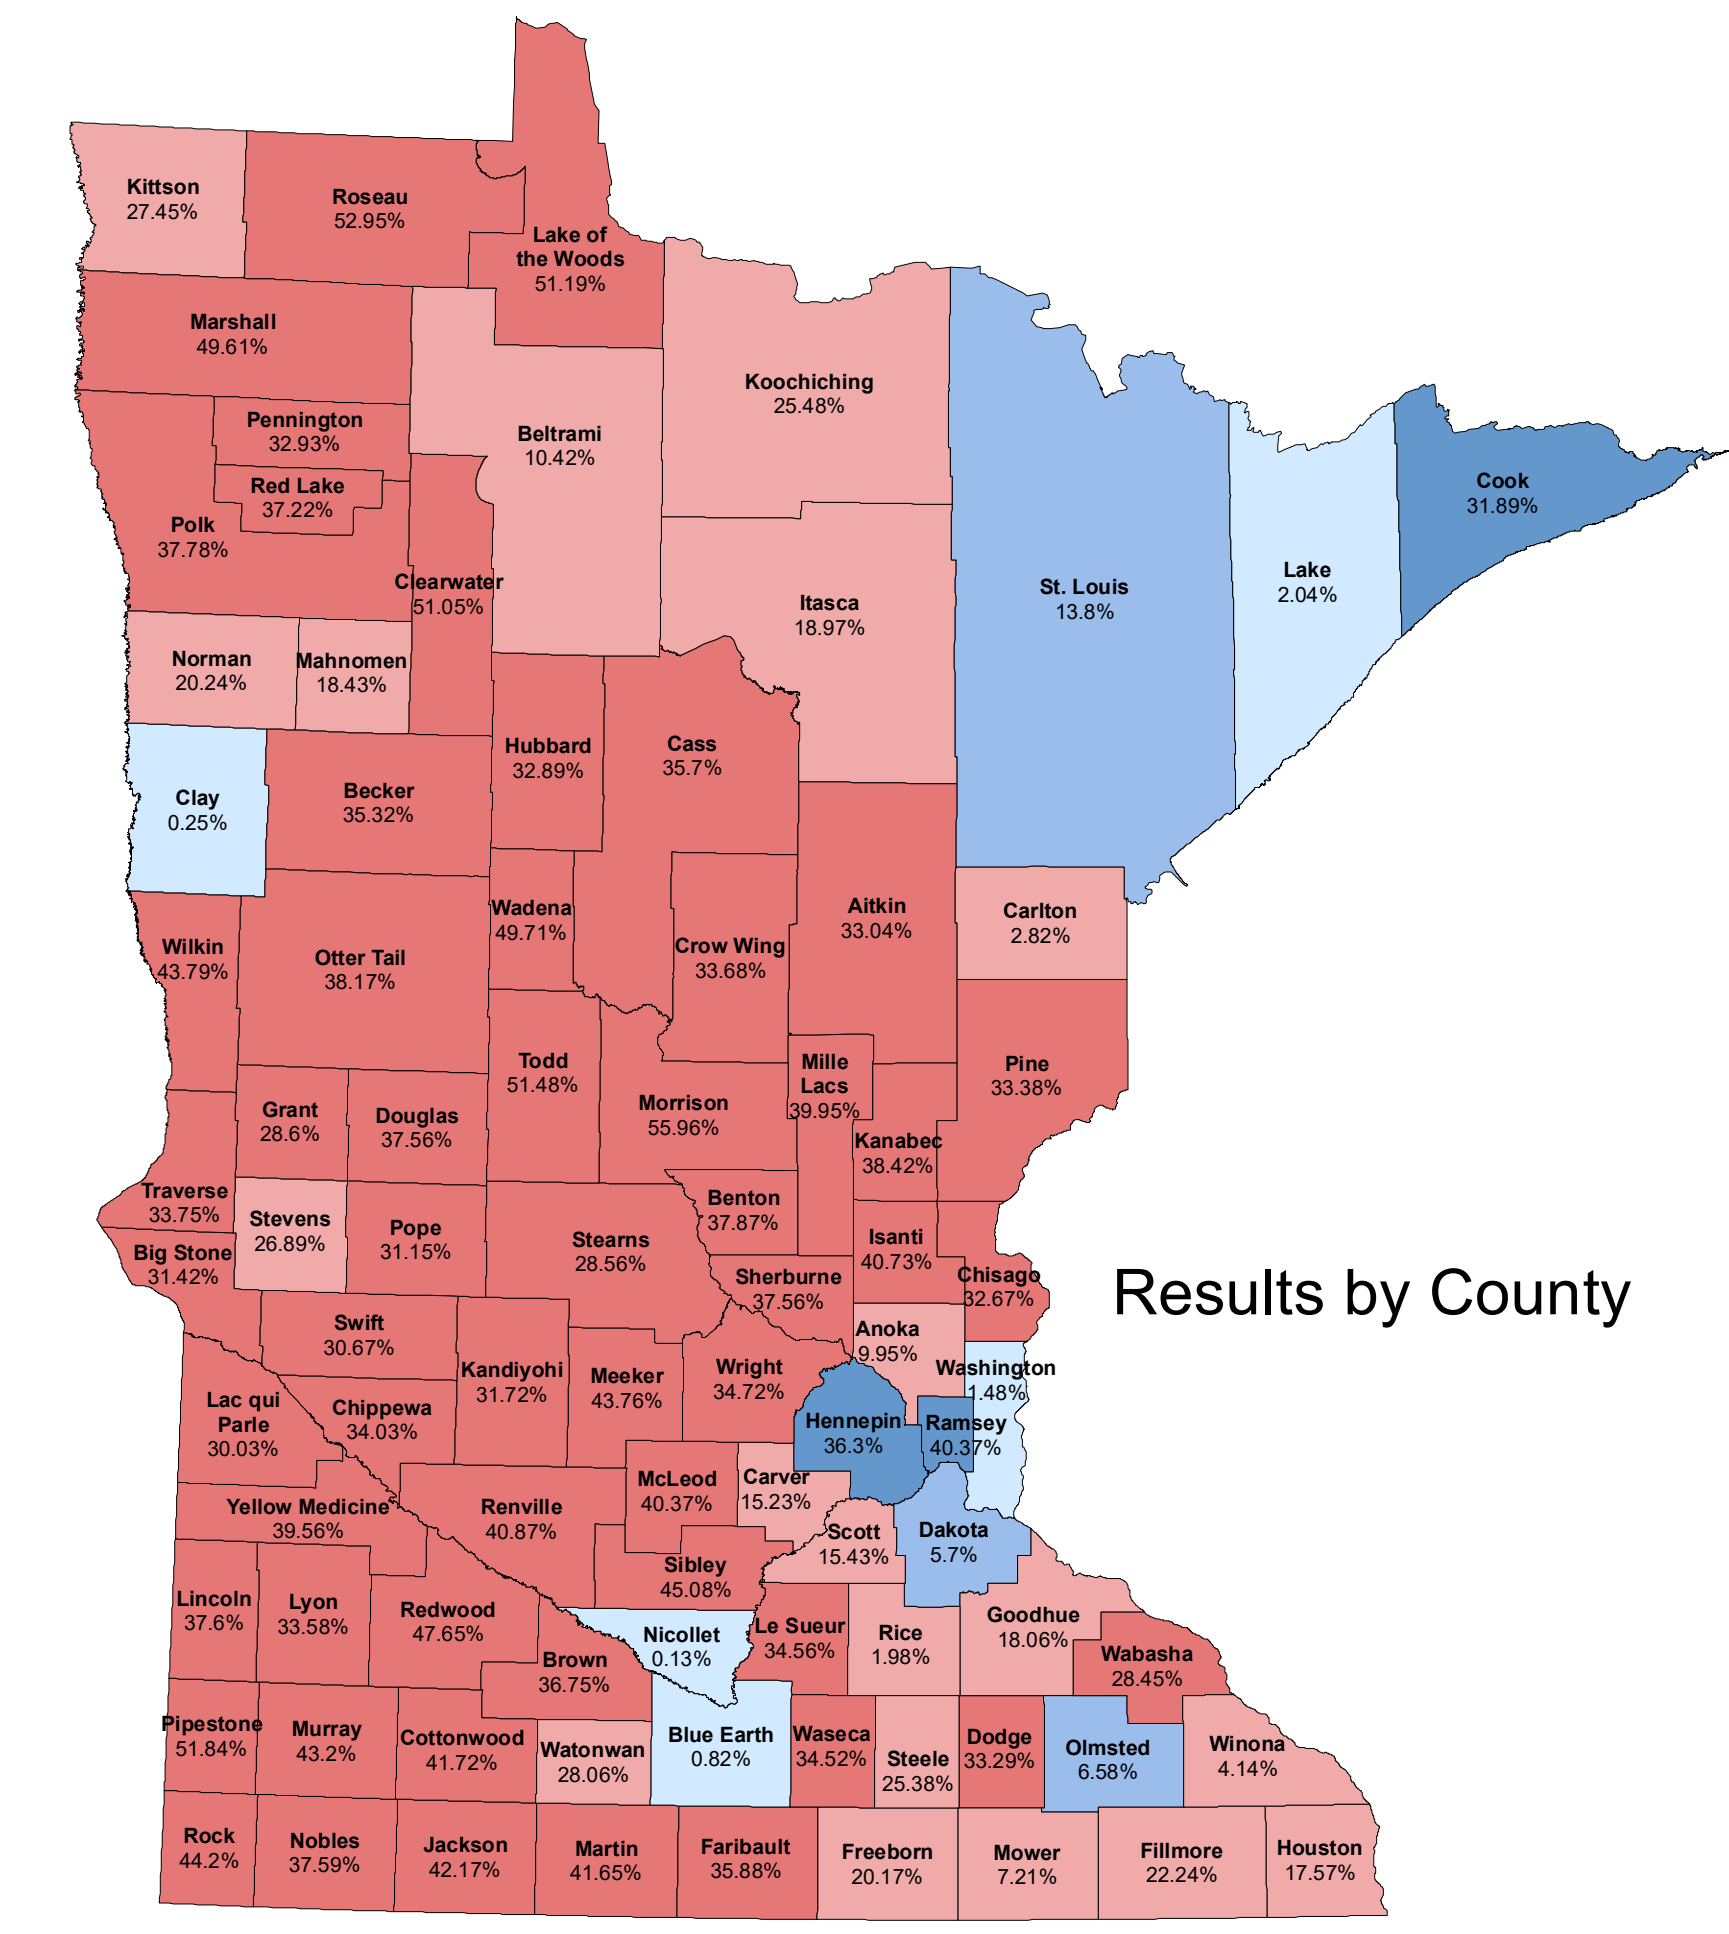 Kittson
27.45%
Roseau
52.95%
Lake of
the Woods
51.19%
Marshall
49.61%
Koochiching
25.48%
Pennington
32.93%
Beltrami
10.42%
Red Lake
37.22%
Cook
31.89%
Polk
37.78%
Clearwater
51.05%
St. Louis
13.8%
Lake
2.04%
Itasca
18.97%
Norman
20.24%
Mahnomen
18.43%
Hubbard
32.89%
Cass
35.7%
Clay
0.25%
Becker
35.32%
Wadena
49.71%
Aitkin
33.04%
Carlton
2.82%
Wilkin
43.79%
Otter Tail
38.17%
Crow Wing
33.68%
Todd
51.48%
Mille
Lacs
39.95%
Pine
33.38%
Grant
28.6%
Douglas
37.56%
Morrison
55.96%
Kanabec
38.42%
Traverse
33.75%
Stevens
26.89%
Pope
31.15%
Benton
37.87%
Stearns
28.56%
Isanti
40.73%
Big Stone
31.42%
Sherburne
37.56%
Chisago
32.67%
Results by County
Swift
30.67%
Anoka
9.95%
Kandiyohi
31.72%
Meeker
43.76%
Wright
34.72%
Washington
1.48%
Lac qui
Parle
30.03%
Chippewa
34.03%
Hennepin
36.3%
Ramsey
40.37%
McLeod
40.37%
Carver
15.23%
Yellow Medicine
39.56%
Renville
40.87%
Scott
15.43%
Dakota
5.7%
Sibley
45.08%
Lincoln
37.6%
Lyon
33.58%
Redwood
47.65%
Nicollet
0.13%
Le Sueur
34.56%
Rice
1.98%
Goodhue
18.06%
Brown
36.75%
Wabasha
28.45%
Pipestone
51.84%
Murray
43.2%
Cottonwood
41.72%
Watonwan
28.06%
Blue Earth
0.82%
Waseca
34.52%
Steele
25.38%
Dodge
33.29%
Olmsted
6.58%
Winona
4.14%
Rock
44.2%
Nobles
37.59%
Jackson
42.17%
Martin
41.65%
Faribault
35.88%
Freeborn
20.17%
Mower
7.21%
Fillmore
22.24%
Houston
17.57%